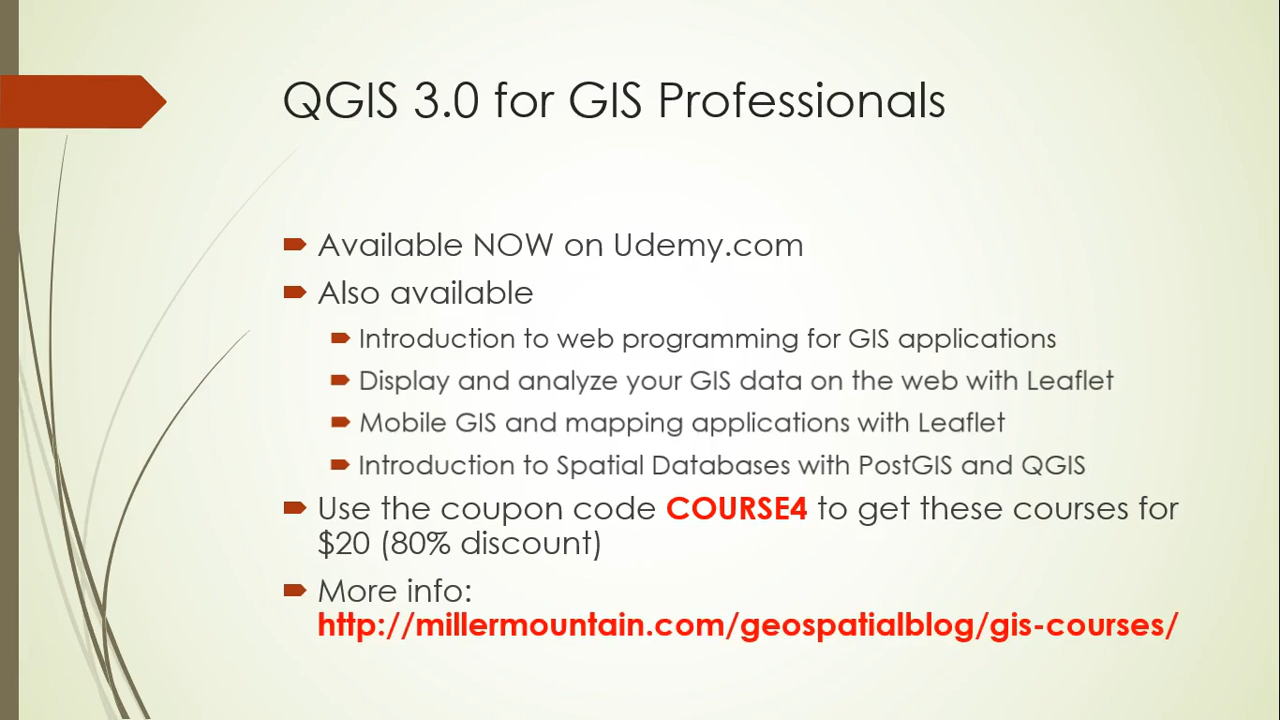 QGIS 3.0 for GIS Professionals
Available NOW on Udemy.com
Also available
Introduction to web programming for GIS applications
Display and analyze your GIS data on the web with Leaflet
Mobile GIS and mapping applications with Leaflet
Introduction to Spatial Databases with PostGIS and QGIS
Use the coupon code COURSE4 to get these courses for
$20 (80% discount)
More info:
http://millermountain.com/geospatialblog/gis-courses/